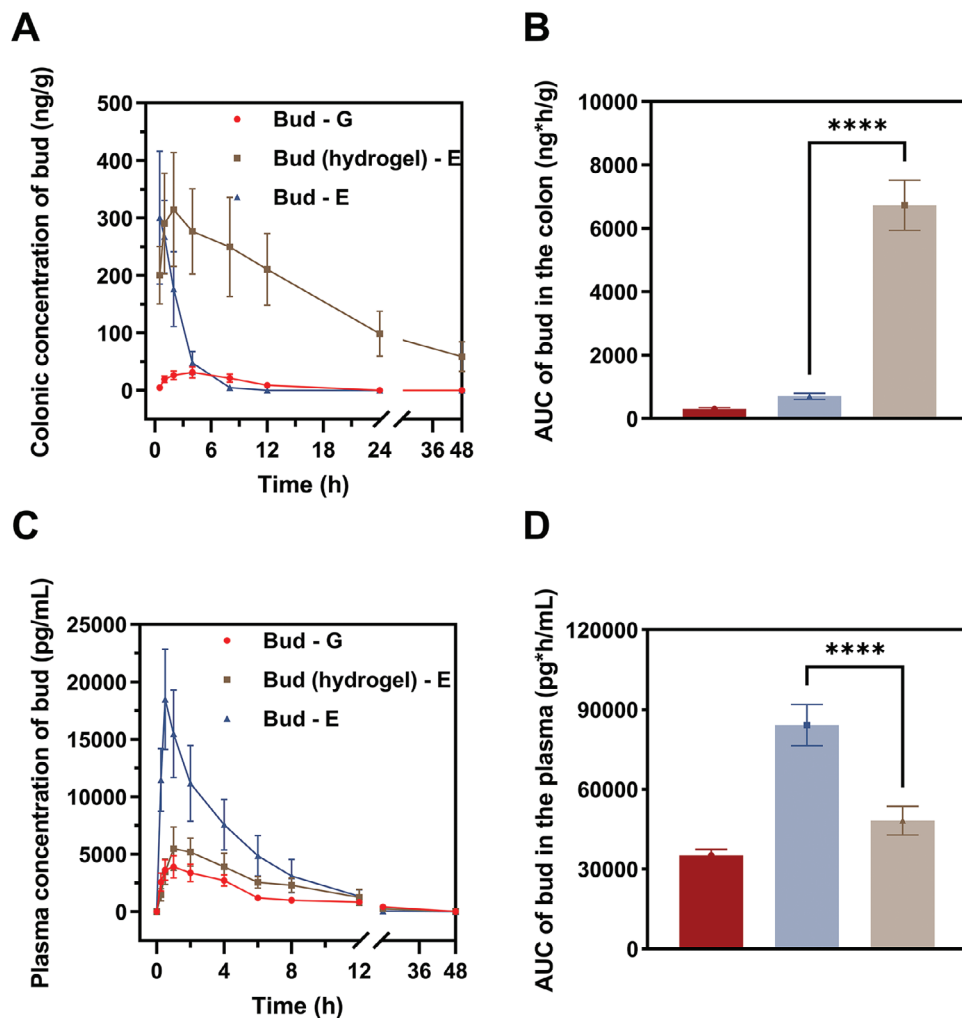 A
Colonic concentration of bud (ng/g)
500
400
300
200
100
0
Bud - G
Bud (hydrogel) - E
Bud - E
0 6 12 18 24 36 48
Time (h)
B
AUC of bud in the colon (ng*h/g)
10000
8000
6000
4000
2000
0
****
C
Plasma concentration of bud (pg/mL)
25000
20000
15000
10000
5000
0
Bud - G
Bud (hydrogel) - E
Bud - E
0 4 8 12 36 48
Time (h)
D
AUC of bud in the plasma (pg*h/mL)
120000
90000
60000
30000
0
****